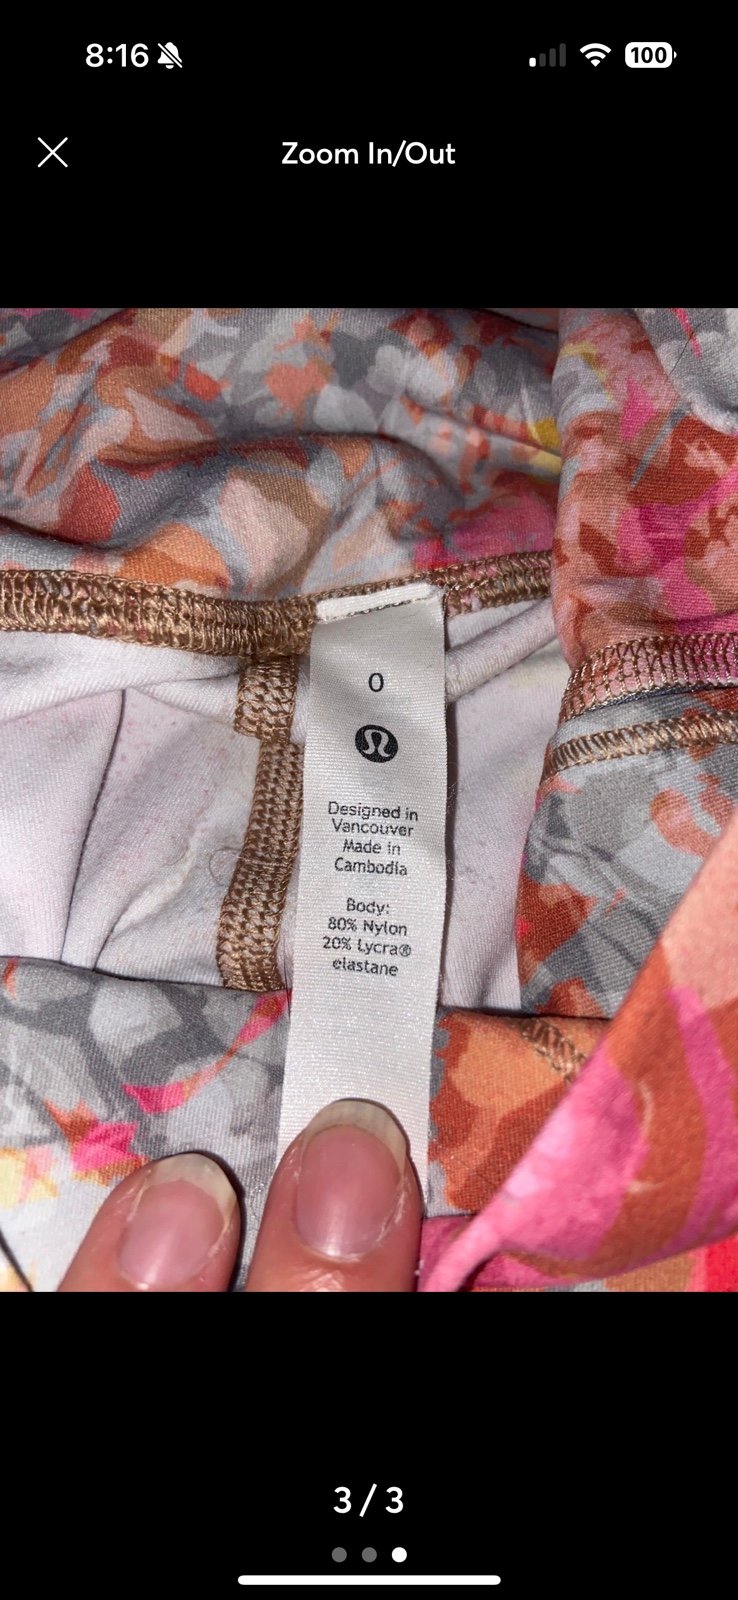 8:16
100
Zoom In/Out
0
Designed in
Vancouver
Made in
Cambodia
Body:
80% Nylon
20% Lycra®
elastane
3 / 3